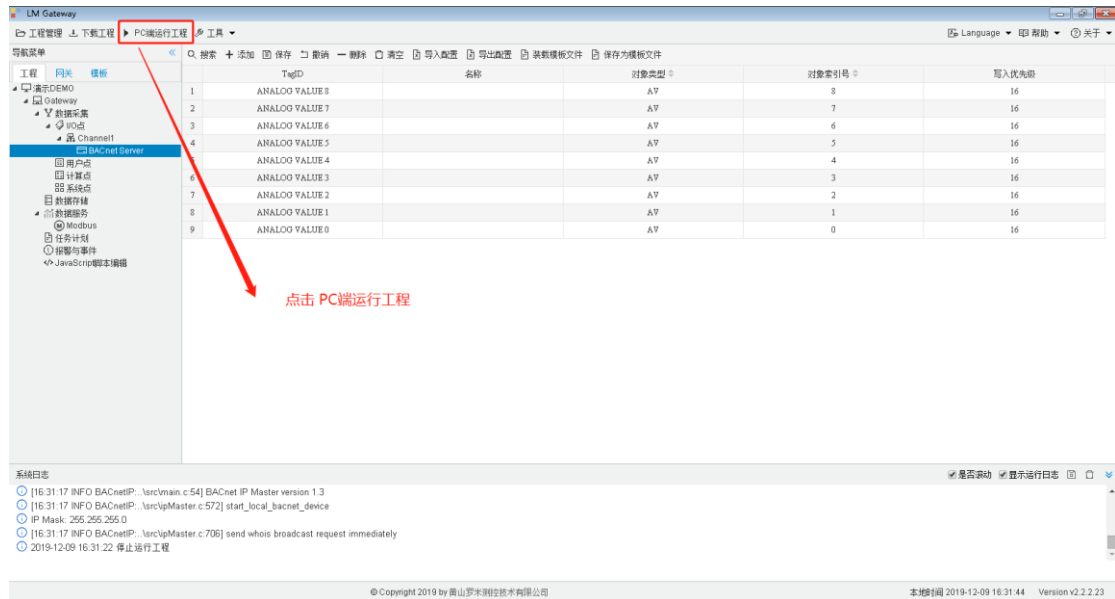 LM Gateway
工程管理 下载工程 PC端运行工程 工具 Language 帮助 关于
导航菜单 搜索 添加 保存 撤销 删除 清空 导入配置 导出配置 装载模板文件 保存为模板文件
工程 网关 模板
TagID 名称 对象类型 对象索引号 写入优先级
1 ANALOG VALUE 8 AV 8 16
2 ANALOG VALUE 7 AV 7 16
3 ANALOG VALUE 6 AV 6 16
4 ANALOG VALUE 5 AV 5 16
ANALOG VALUE 4 AV 4 16
6 ANALOG VALUE 3 AV 3 16
7 ANALOG VALUE 2 AV 2 16
8 ANALOG VALUE 1 AV 1 16
9 ANALOG VALUE 0 AV 0 16
演示DEMO
Gateway
数据采集
I/O点
Channel1
BACnet Server
用户点
计算点
系统点
数据存储
数据服务
Modbus
任务计划
报警与事件
JavaScript脚本编辑
点击 PC端运行工程
系统日志 是否滚动 显示运行日志
[16:31:17 INFO BACnetIP:..\src\main.c:54] BACnet IP Master version 1.3
[16:31:17 INFO BACnetIP:..\src\ipMaster.c:572] start_local_bacnet_device
IP Mask: 255.255.255.0
[16:31:17 INFO BACnetIP:..\src\ipMaster.c:706] send whois broadcast request immediately
2019-12-09 16:31:22 停止运行工程
© Copyright 2019 by 黄山罗米测控技术有限公司 本地时间 2019-12-09 16:31:44 Version v2.2.2.23